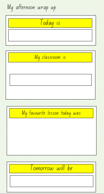 My afternoon wrap up
Today is
My classroom is
My favourite lesson today was:
Tomorrow will be